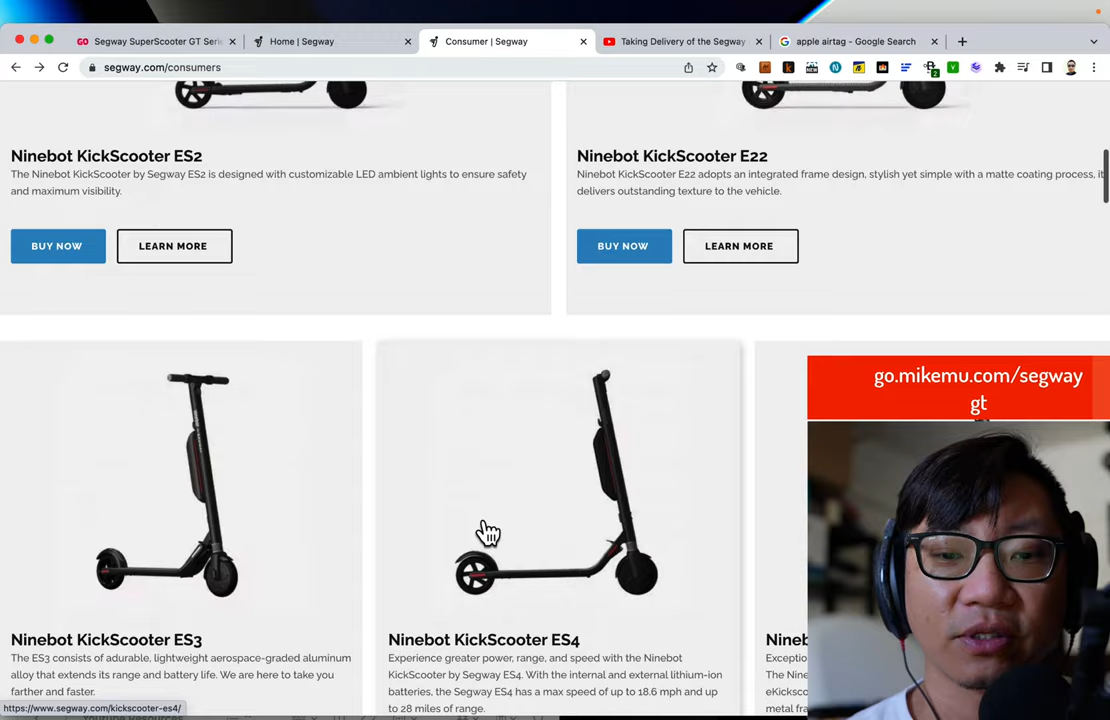 Segway SuperScooter GT Seri
Home | Segway
Consumer | Segway
Taking Delivery of the Segway
apple airtag - Google Search
segway.com/consumers
2
Ninebot KickScooter ES2
The Ninebot KickScooter by Segway ES2 is designed with customizable LED ambient lights to ensure safety
and maximum visibility.
BUY NOW
LEARN MORE
Ninebot KickScooter E22
Ninebot KickScooter E22 adopts an integrated frame design, stylish yet simple with a matte coating process, it
delivers outstanding texture to the vehicle.
BUY NOW
LEARN MORE
go.mikemu.com/segway
gt
Ninebot KickScooter ES3
The ES3 consists of adurable, lightweight aerospace-graded aluminum
alloy that extends its range and battery life. We are here to take you
farther and faster.
Ninebot KickScooter ES4
Experience greater power, range, and speed with the Ninebot
KickScooter by Segway ES4. With the internal and external lithium-ion
batteries, the Segway ES4 has a max speed of up to 18.6 mph and up
to 28 miles of range.
Nineb
Exceptio
The Nine
eKicksco
metal fra
https://www.segway.com/kickscooter-es4/